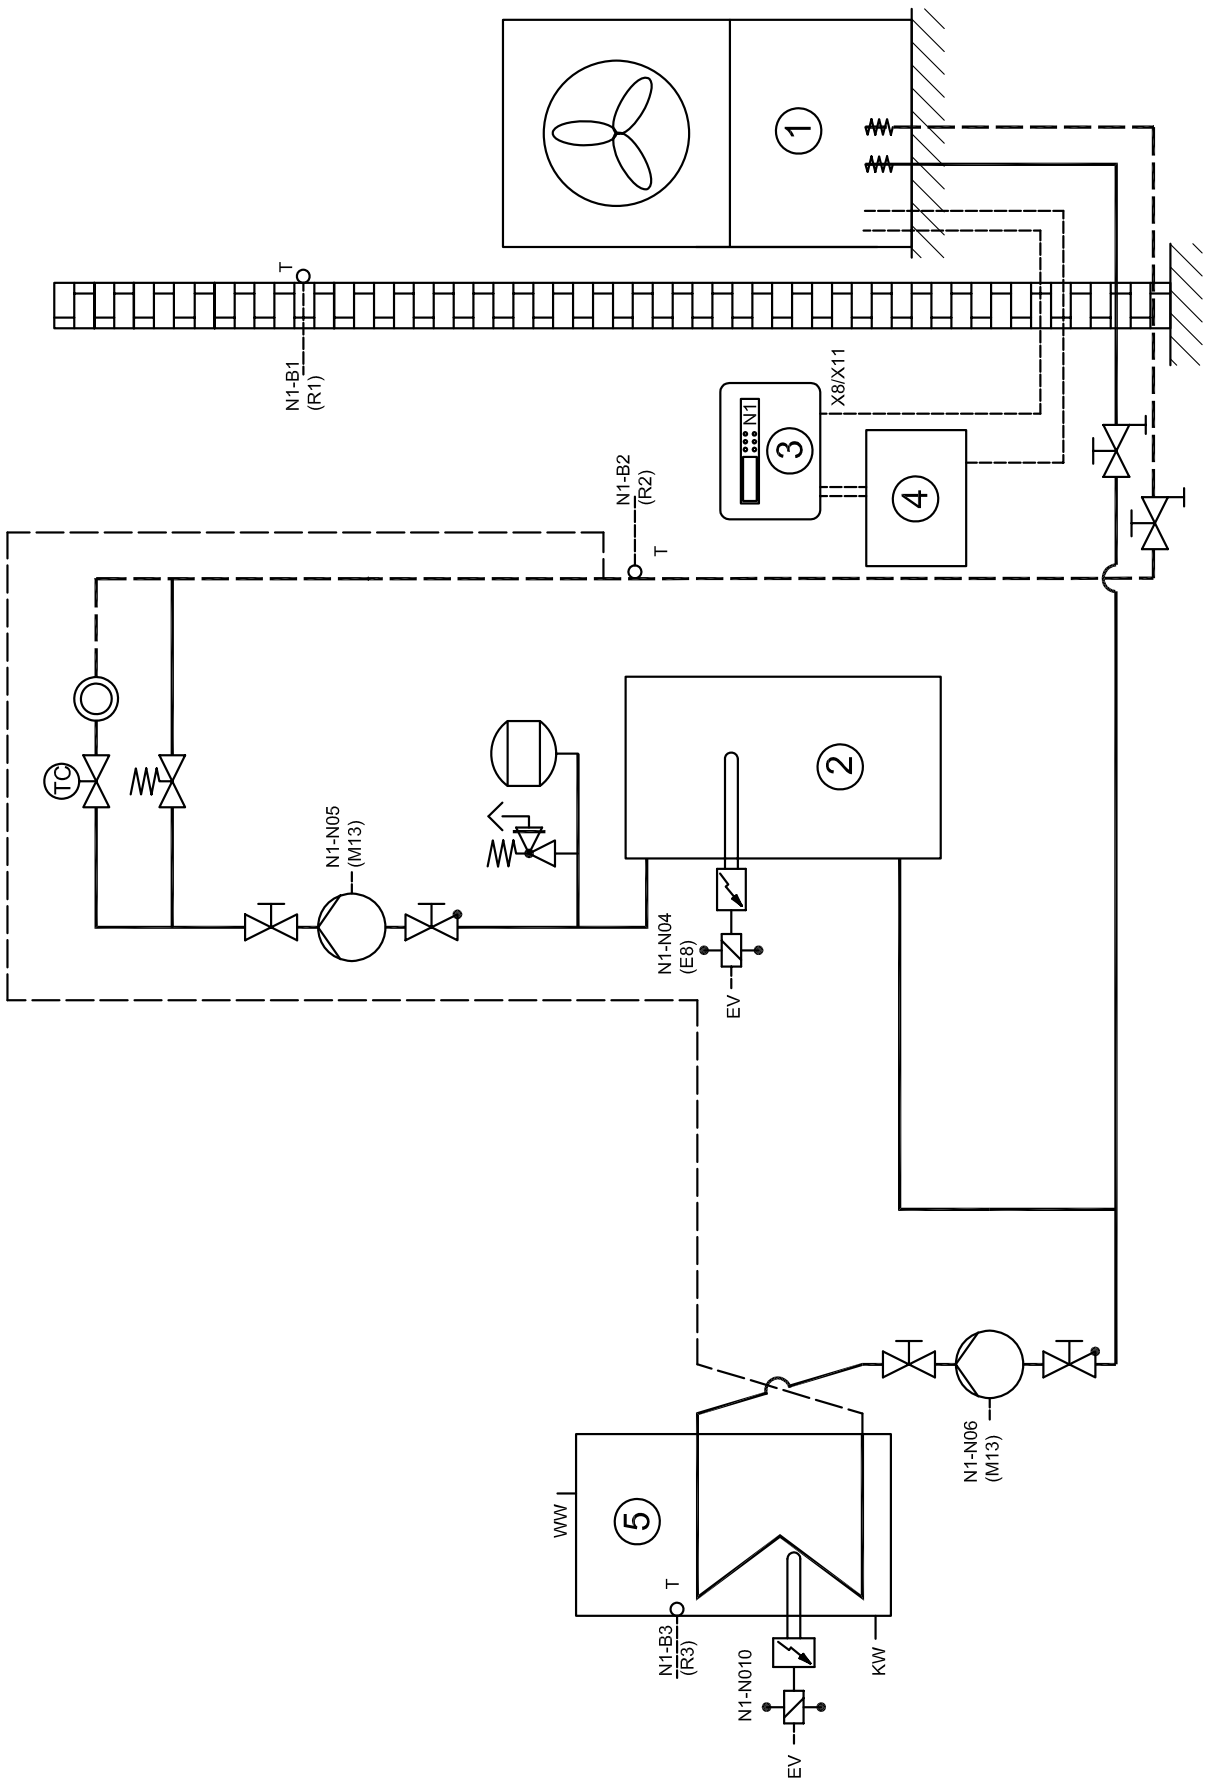 1
T
N1-B1
(R1)
X8/X11
N1
3
4
N1-B2
(R2)
T
TC
2
N1-N05
(M13)
N1-N04
(E8)
EV
N1-N06
(M13)
WW
5
T
N1-B3
(R3)
KW
N1-N010
EV